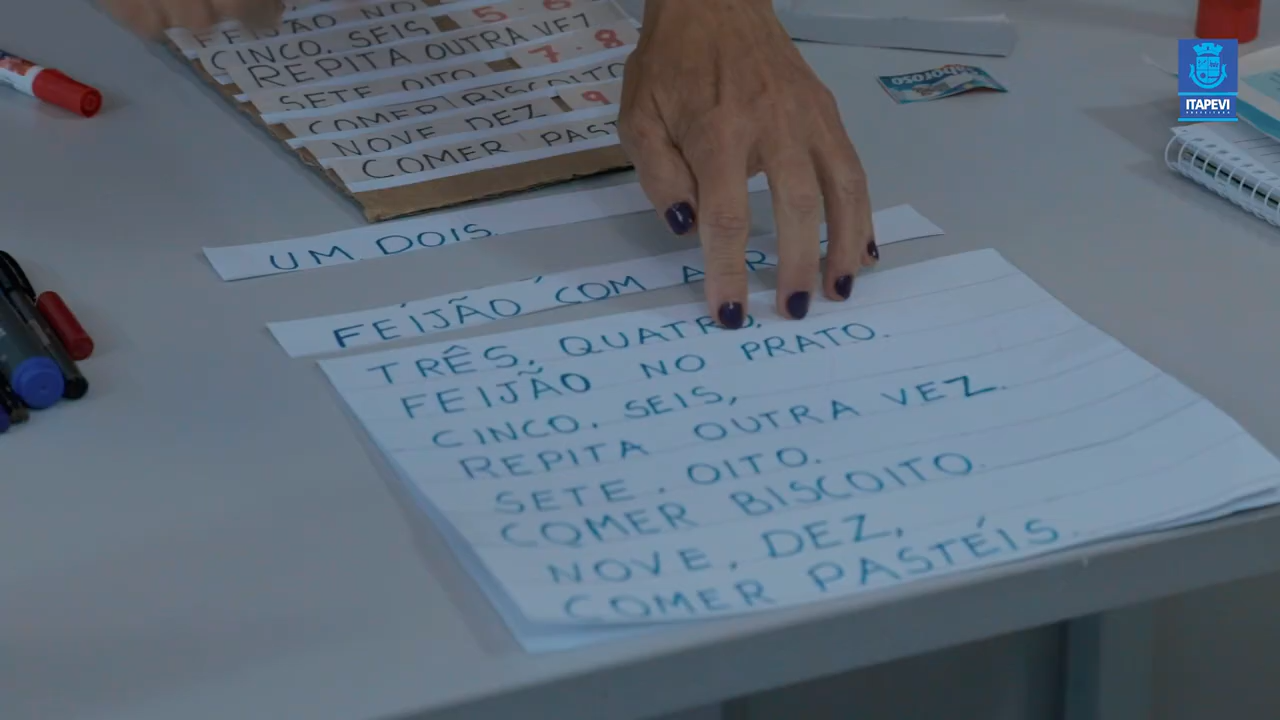 FEIJÃO NO
5 · 6
CINCO, SEIS
REPITA OUTRA VEZ
7 · 8
SETE OITO
COMER BISCOITO
9
NOVE DEZ
COMER PAST
UM DOIS
FEIJÃO COM
TRÊS, QUATRO,
FEIJÃO NO PRATO.
CINCO, SEIS,
REPITA OUTRA VEZ.
SETE, OITO.
COMER BISCOITO.
NOVE, DEZ,
COMER PASTÉIS.
ITAPEVI
PREFEITURA